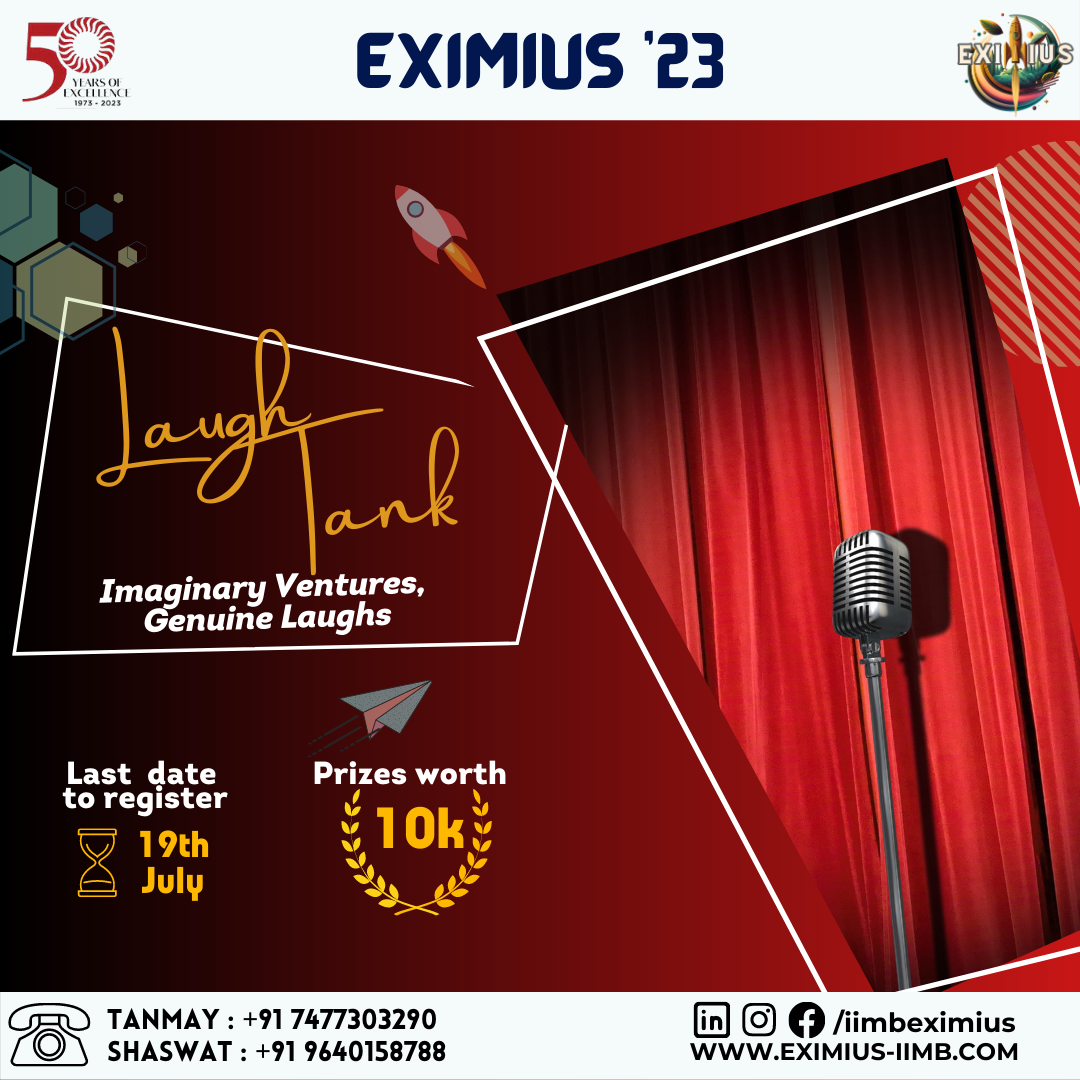 50
YEARS OF
EXCELLENCE
1973 - 2023
EXIMIUS '23
EXIMIUS
Laugh
Tank
Imaginary Ventures,
Genuine Laughs
Last date
to register
19th
July
Prizes worth
10k
TANMAY : +91 7477303290
SHASWAT : +91 9640158788
in /iimbeximius
WWW.EXIMIUS-IIMB.COM